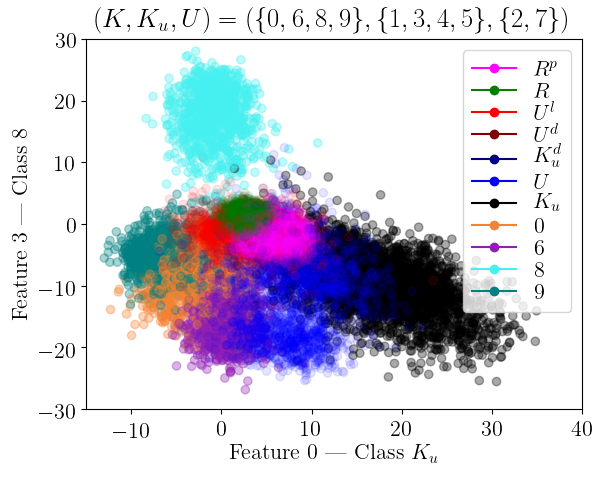 (K, K_u, U) = ({0, 6, 8, 9}, {1, 3, 4, 5}, {2, 7})
30
20
10
0
−10
−20
−30
Feature 3 — Class 8
R^p
R
U^l
U^d
K_u^d
U
K_u
0
6
8
9
−10 0 10 20 30 40
Feature 0 — Class K_u